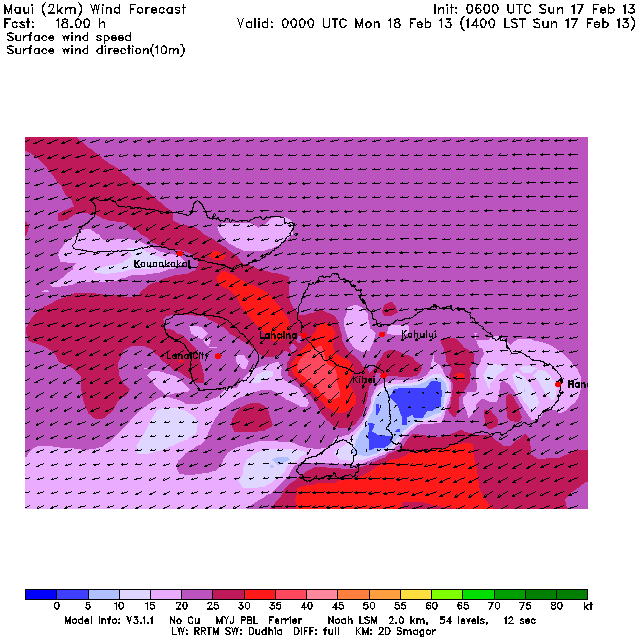 Maui (2km) Wind Forecast Init: 0600 UTC Sun 17 Feb 13
Fcst: 18.00 h Valid: 0000 UTC Mon 18 Feb 13 (1400 LST Sun 17 Feb 13)
Surface wind speed
Surface wind direction(10m)
Kaunakakai
Lahaina
Kahului
LanaiCity
Kihei
Han
0 5 10 15 20 25 30 35 40 45 50 55 60 65 70 75 80 kt
Model Info: V3.1.1 No Cu MYJ PBL Ferrier Noah LSM 2.0 km, 54 levels, 12 sec
LW: RRTM SW: Dudhia DIFF: full KM: 2D Smagor